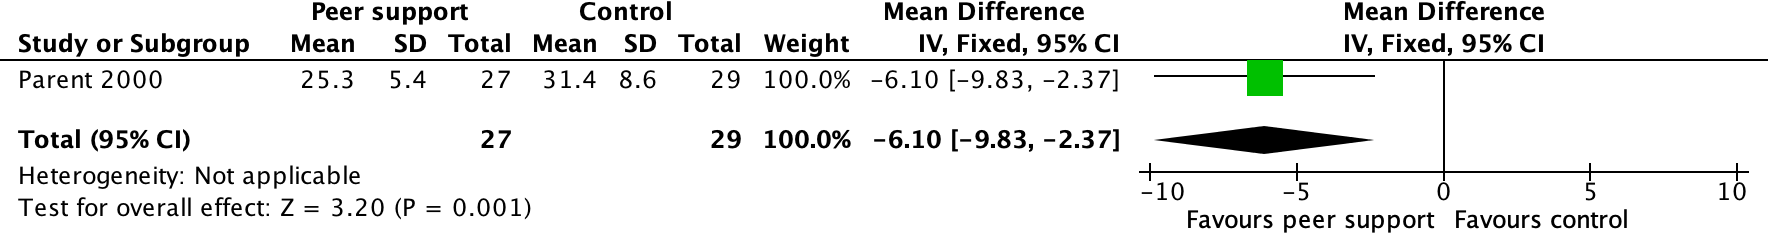 Peer support Control Mean Difference Mean Difference
Study or Subgroup Mean SD Total Mean SD Total Weight IV, Fixed, 95% CI IV, Fixed, 95% CI
Parent 2000 25.3 5.4 27 31.4 8.6 29 100.0% −6.10 [−9.83, −2.37]
Total (95% CI) 27 29 100.0% −6.10 [−9.83, −2.37]
Heterogeneity: Not applicable
Test for overall effect: Z = 3.20 (P = 0.001)
−10 −5 0 5 10
Favours peer support Favours control